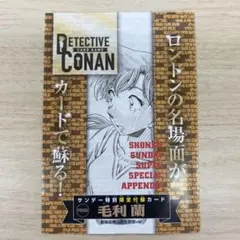 ロンドンの名場面が
カードで蘇る!
DETECTIVE
CARD GAME
CONAN
SHONEN
SUNDAY
SUPER
SPECIAL
APPENDIX
サンデー特別限定付録カード
毛利 蘭